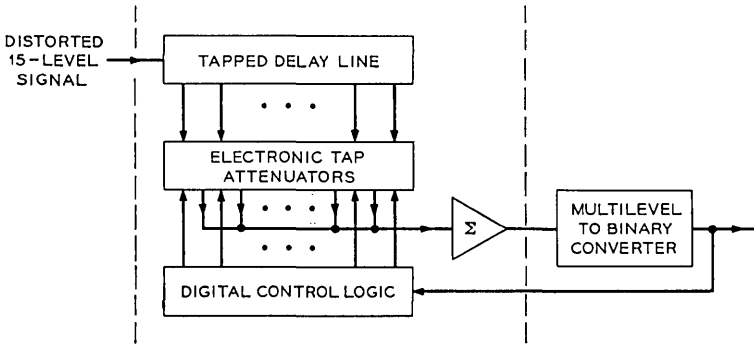 DISTORTED
15-LEVEL
SIGNAL
TAPPED DELAY LINE
ELECTRONIC TAP
ATTENUATORS
Σ
MULTILEVEL
TO BINARY
CONVERTER
DIGITAL CONTROL LOGIC